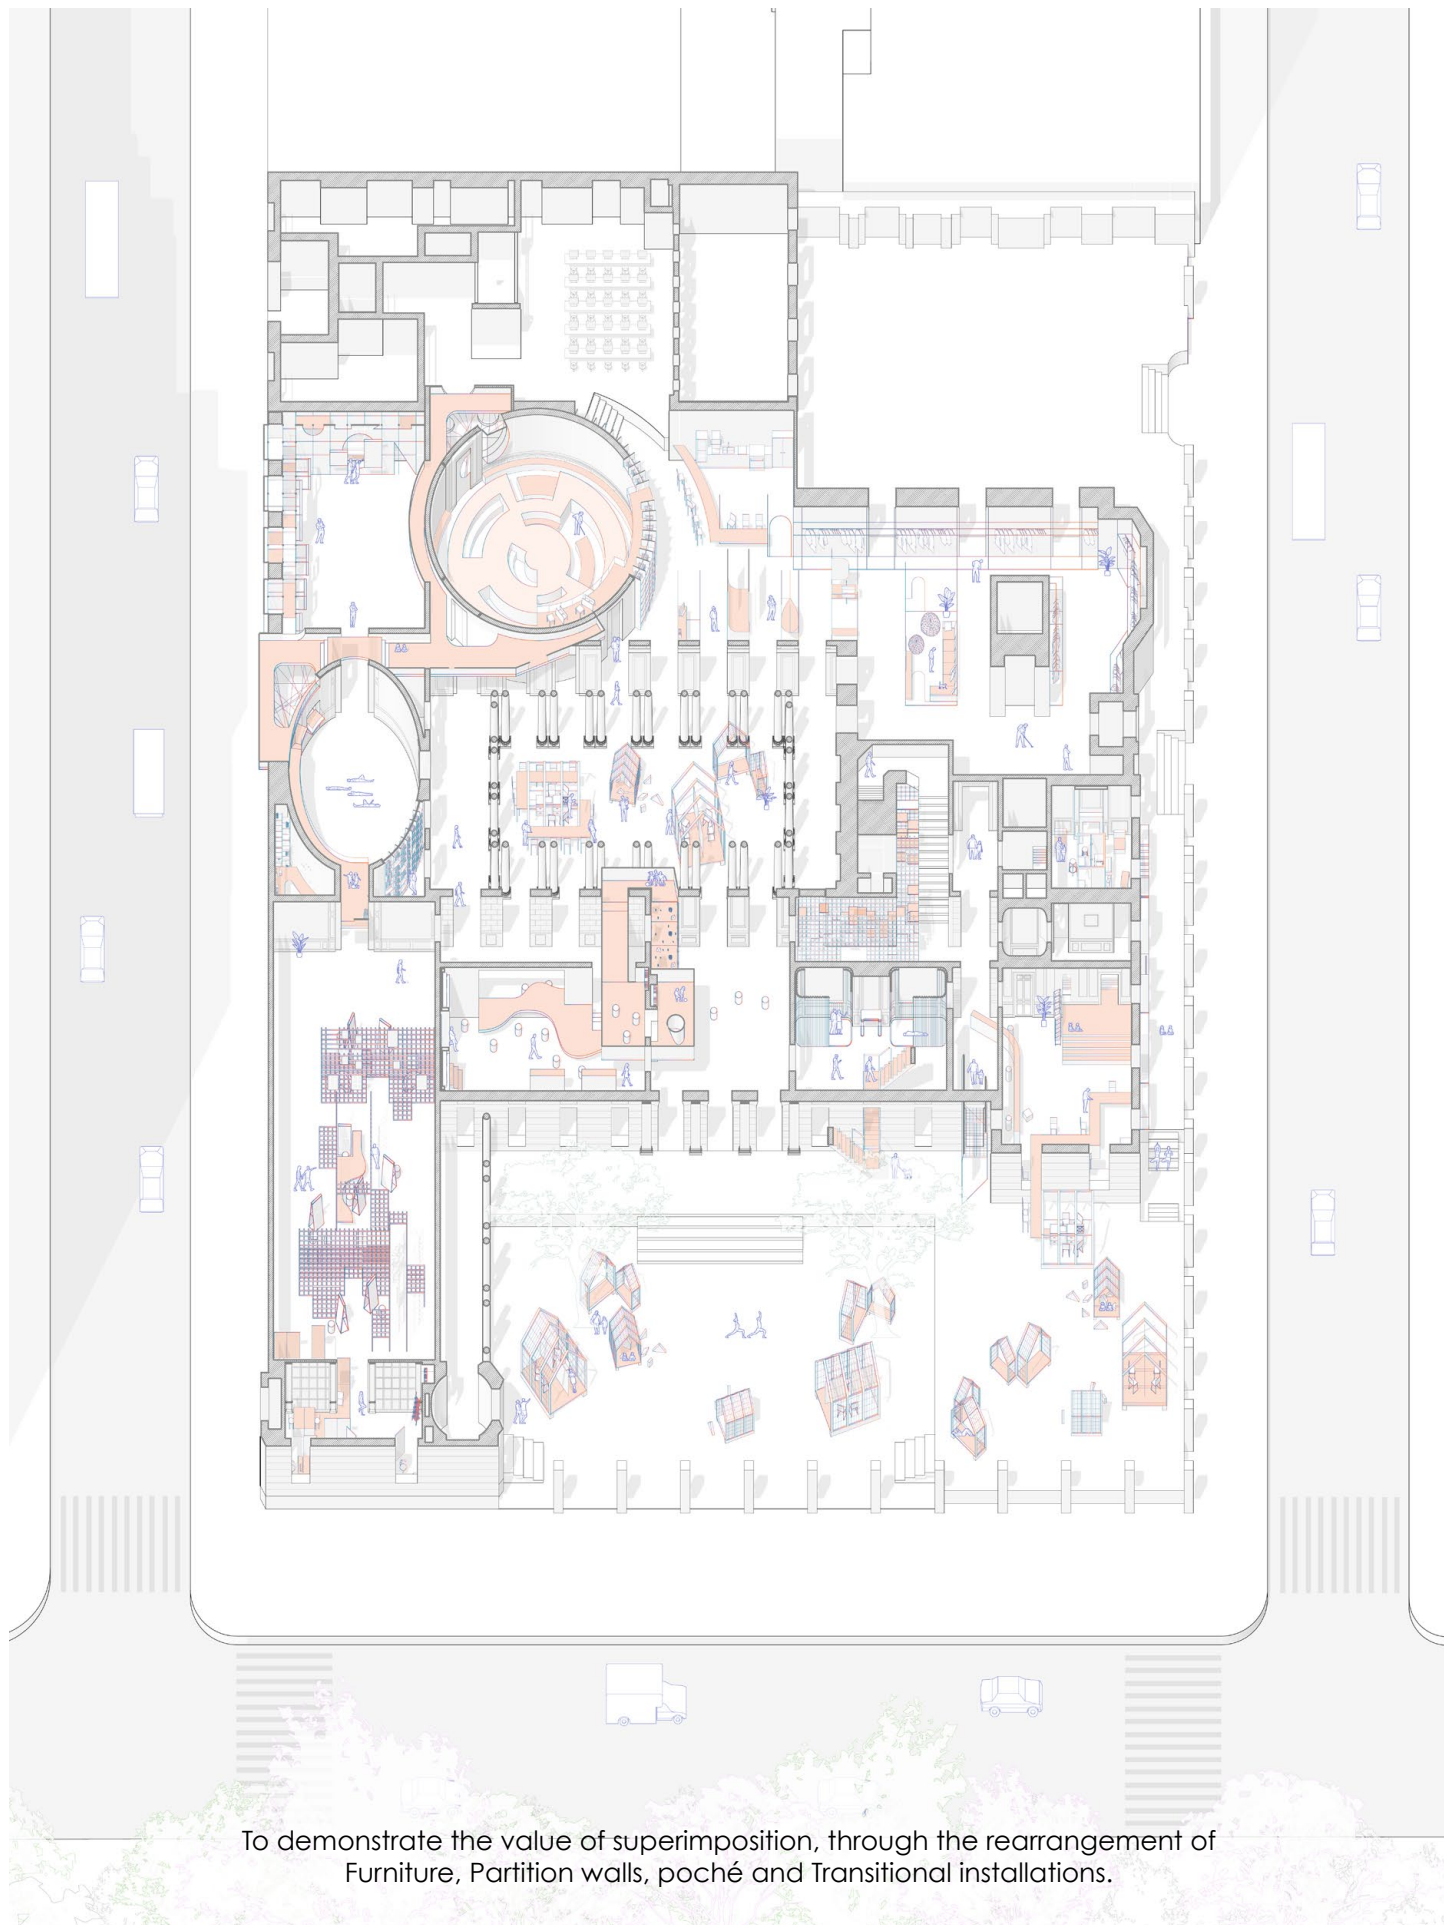 To demonstrate the value of superimposition, through the rearrangement of
Furniture, Partition walls, poché and Transitional installations.